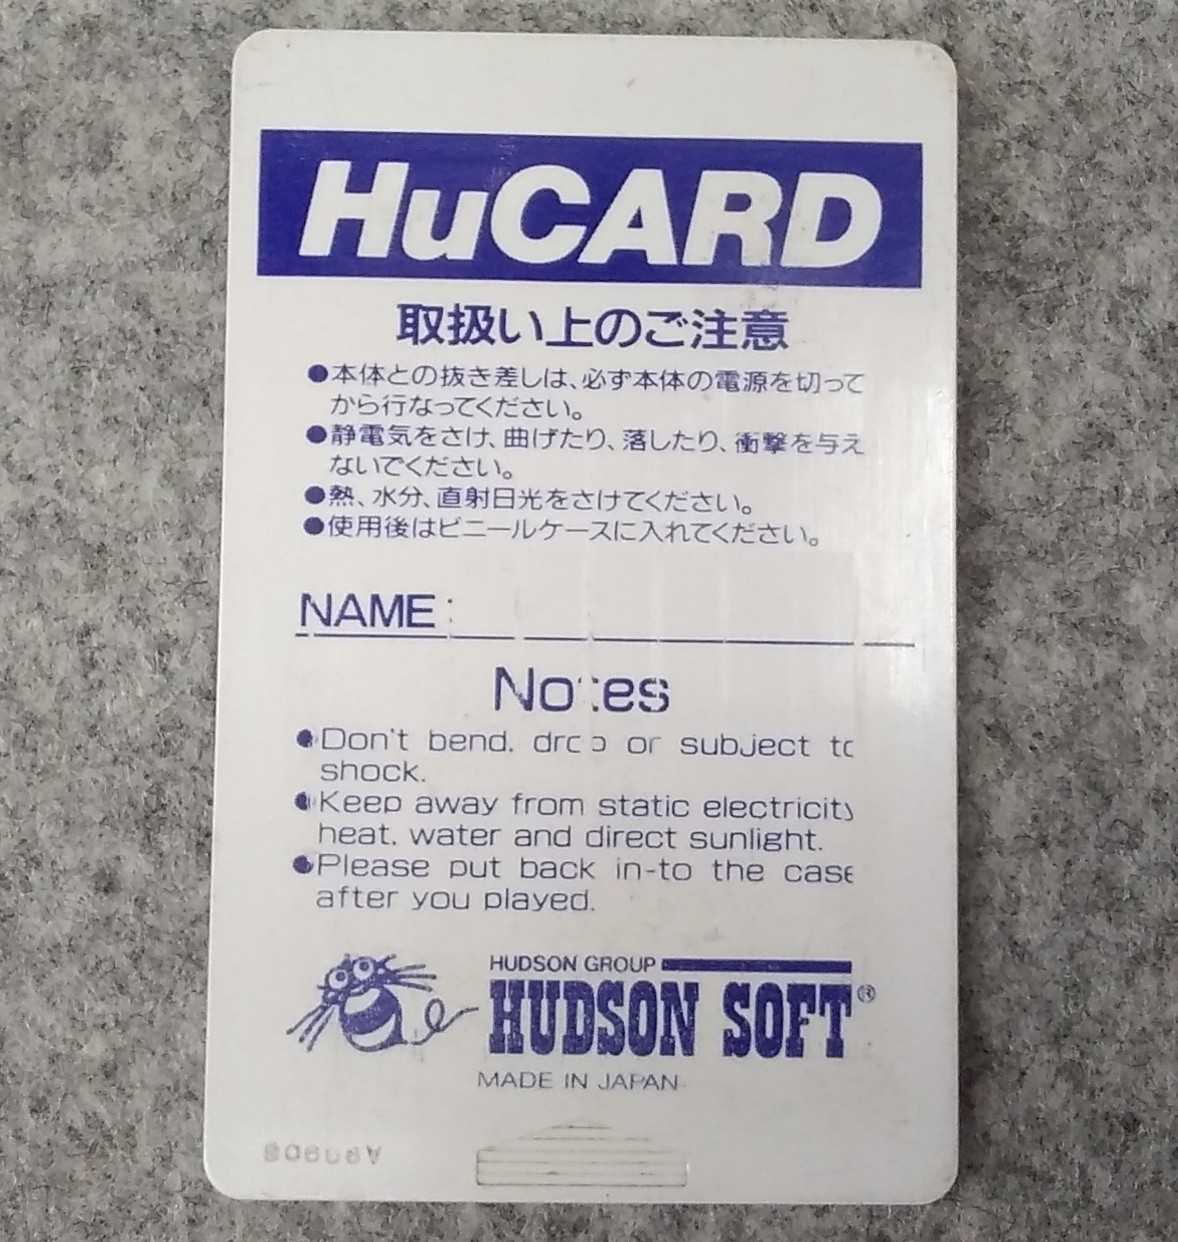 HuCARD
取扱い上のご注意
●本体との抜き差しは、必ず本体の電源を切って
から行なってください。
●静電気をさけ、曲げたり、落したり、衝撃を与え
ないでください。
●熱、水分、直射日光をさけてください。
●使用後はビニールケースに入れてください。
NAME:
Notes
●Don't bend, drop or subject to
shock.
●Keep away from static electricity
heat, water and direct sunlight.
●Please put back in-to the case
after you played.
HUDSON GROUP
HUDSON SOFT®
MADE IN JAPAN